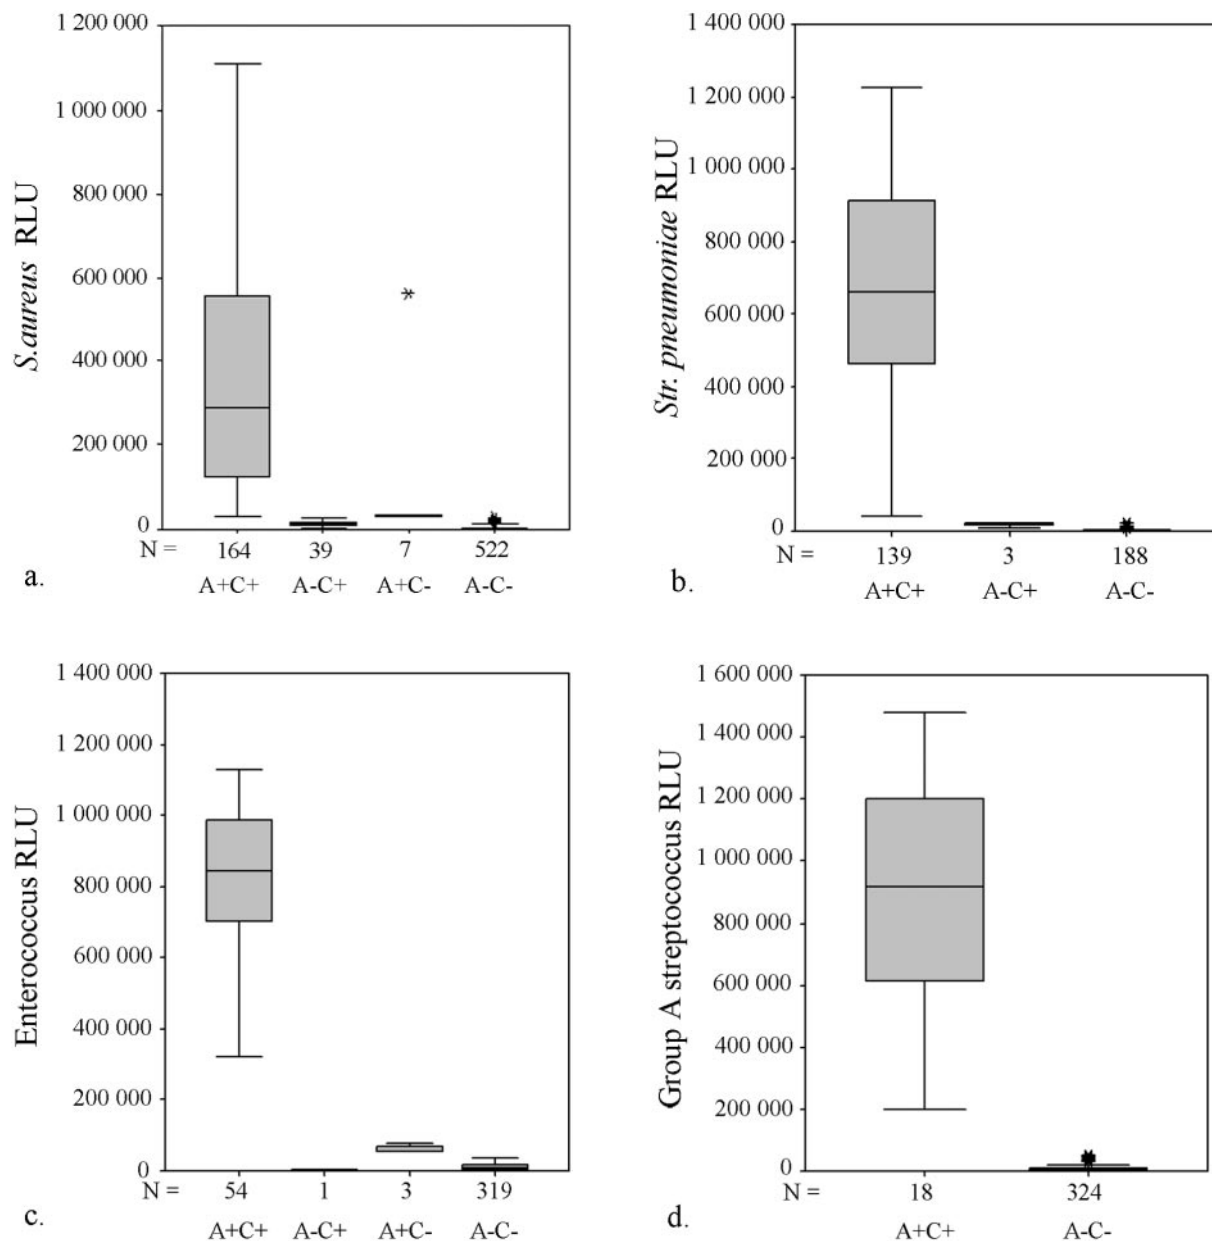 S.aureus RLU
1 200 000
1 000 000
800 000
600 000
400 000
200 000
0
N = 164 39 7 522
A+C+ A-C+ A+C- A-C-
a.
Str. pneumoniae RLU
1 400 000
1 200 000
1 000 000
800 000
600 000
400 000
200 000
0
N = 139 3 188
A+C+ A-C+ A-C-
b.
Enterococcus RLU
1 400 000
1 200 000
1 000 000
800 000
600 000
400 000
200 000
0
N = 54 1 3 319
A+C+ A-C+ A+C- A-C-
c.
Group A streptococcus RLU
1 600 000
1 400 000
1 200 000
1 000 000
800 000
600 000
400 000
200 000
0
N = 18 324
A+C+ A-C-
d.